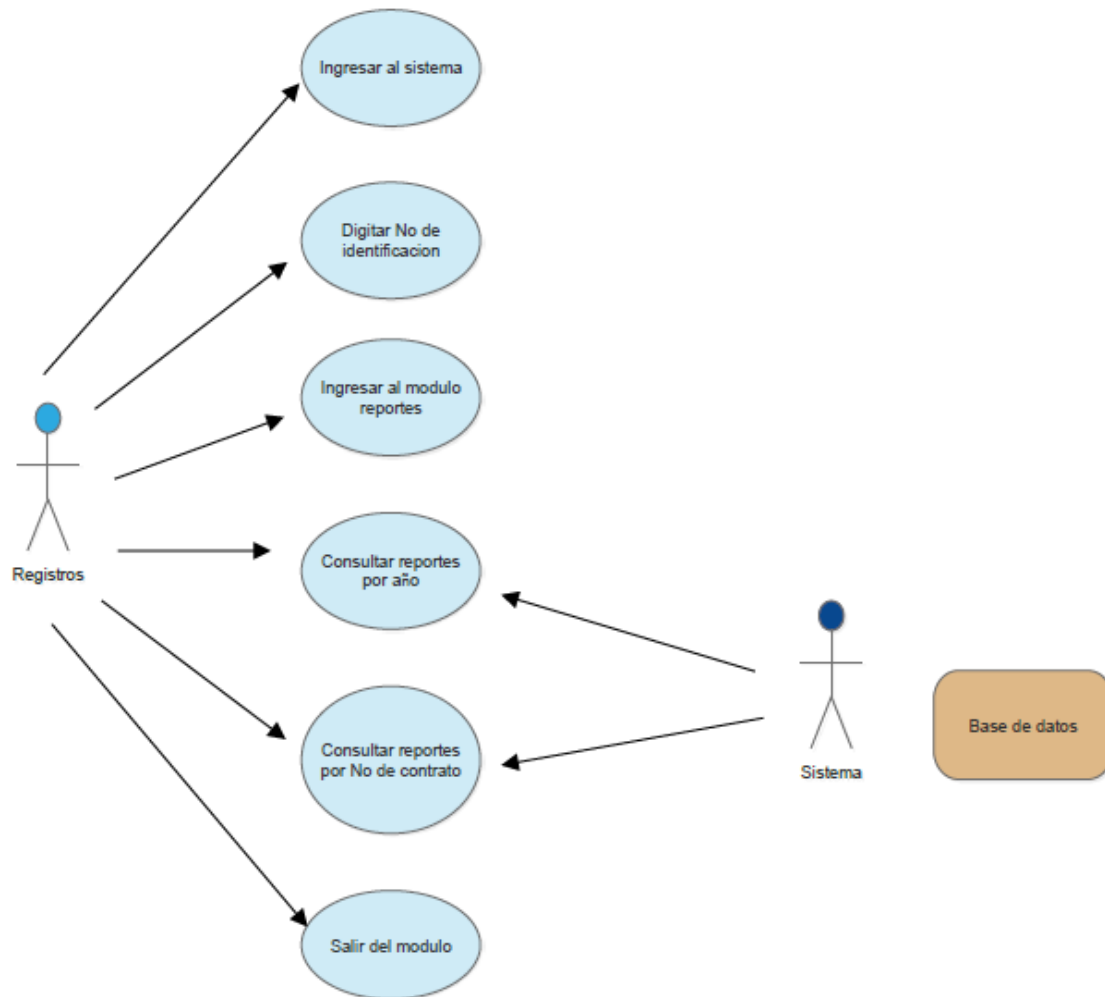 Ingresar al sistema
Digitar No de
identificacion
Ingresar al modulo
reportes
Registros
Consultar reportes
por año
Consultar reportes
por No de contrato
Sistema
Base de datos
Salir del modulo